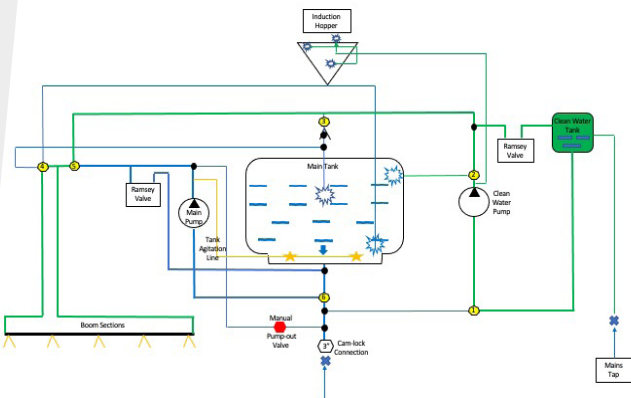 Induction
Hopper
3
Clean Water
Tank
Ramsey
Valve
4
5
Main Tank
2
Ramsey
Valve
Main
Pump
Clean
Water
Pump
Tank
Agitation
Line
6
1
Manual
Pump-out
Valve
Boom Sections
3"
Cam-lock
Connection
Mains
Tap